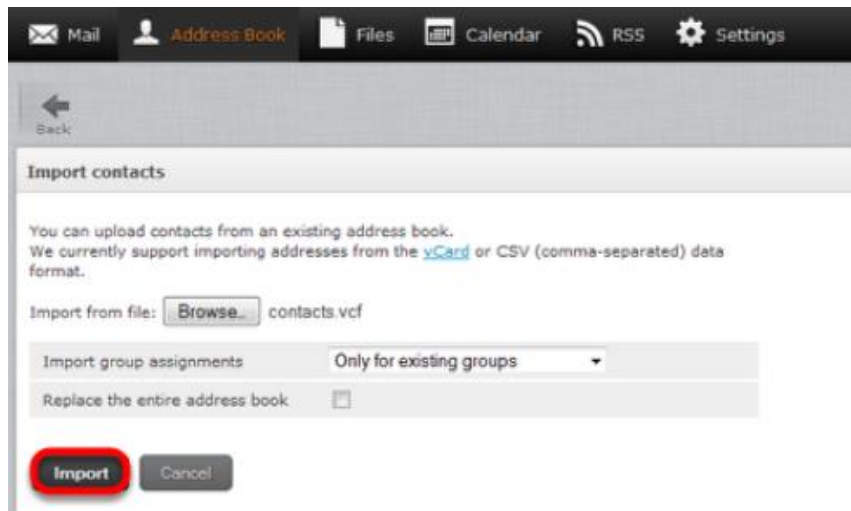 Mail Address Book Files Calendar RSS Settings
Back
Import contacts
You can upload contacts from an existing address book.
We currently support importing addresses from the vCard or CSV (comma-separated) data
format.
Import from file: Browse... contacts.vcf
Import group assignments Only for existing groups
Replace the entire address book
Import Cancel